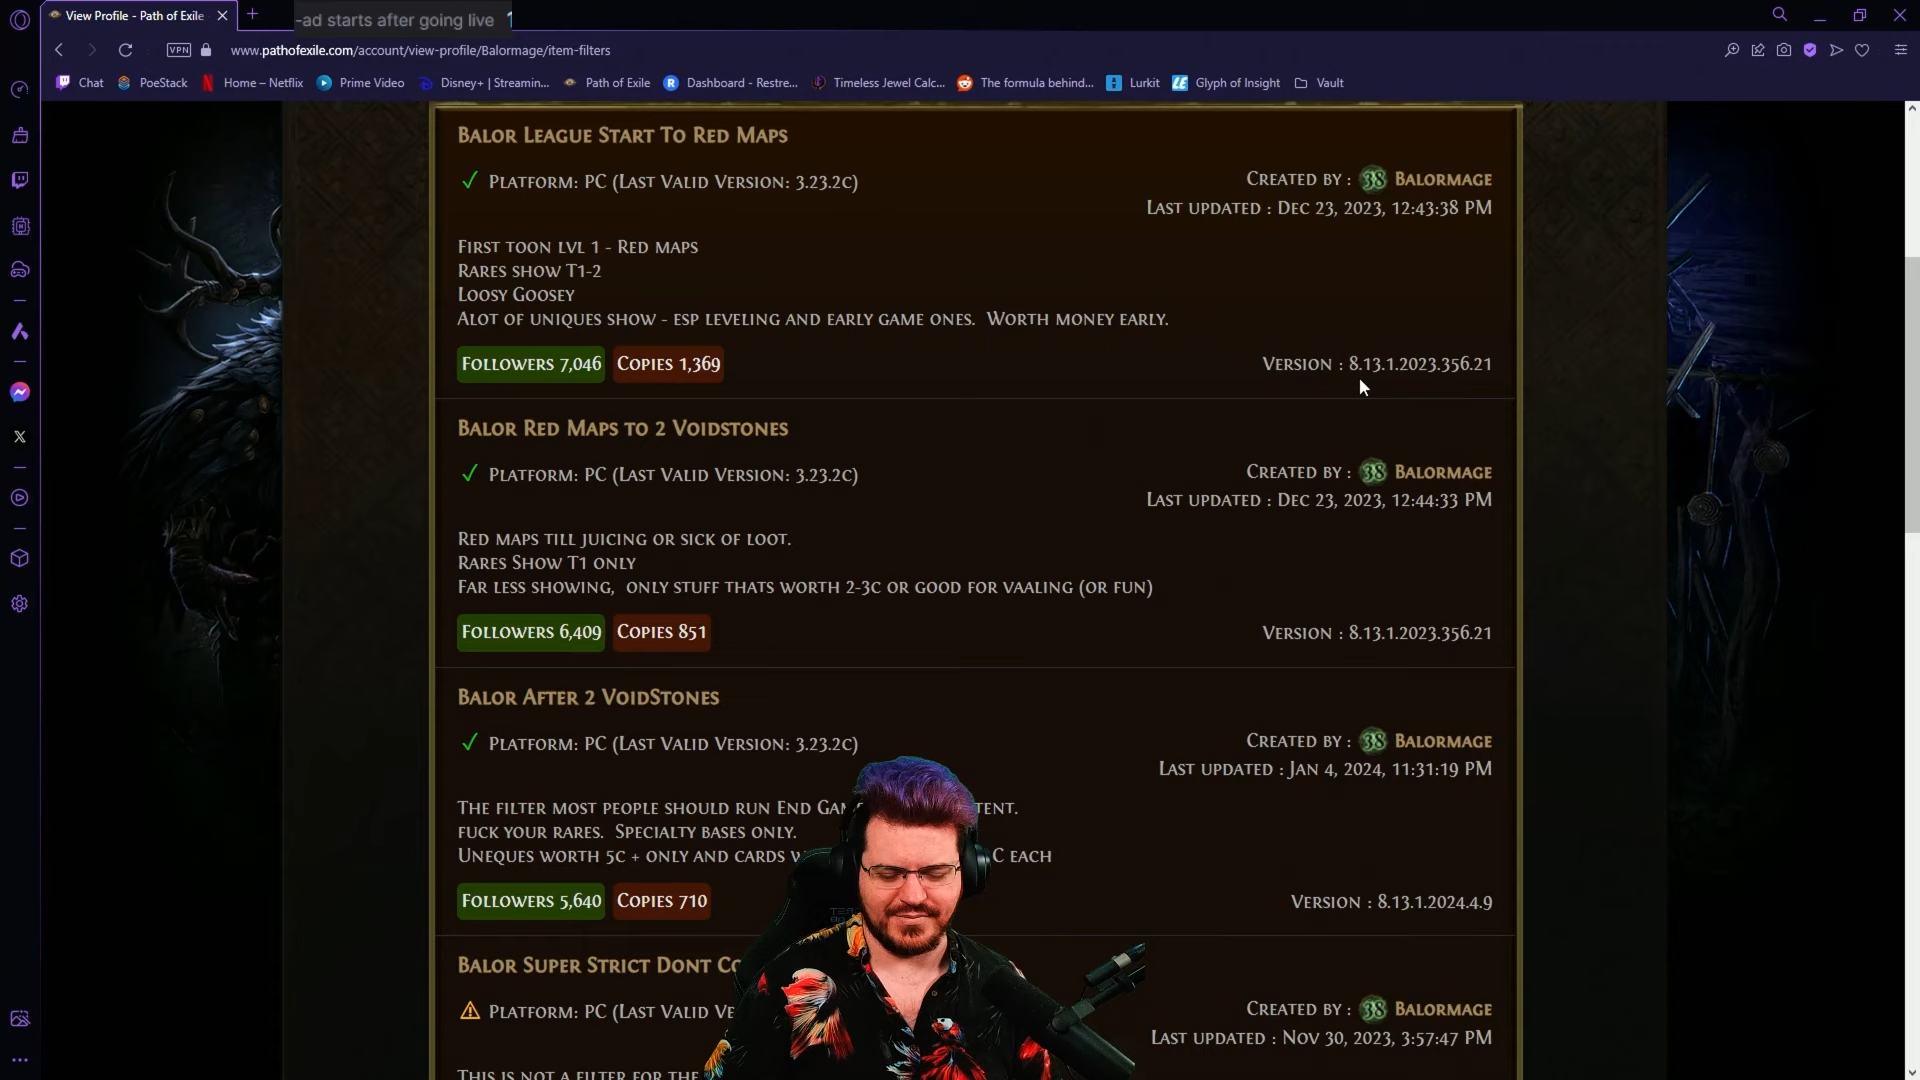 View Profile - Path of Exile
-ad starts after going live
VPN
www.pathofexile.com/account/view-profile/Balormage/item-filters
Chat
PoeStack
Home – Netflix
Prime Video
Disney+ | Streamin...
Path of Exile
Dashboard - Restre...
Timeless Jewel Calc...
The formula behind...
Lurkit
Glyph of Insight
Vault
Balor League Start To Red Maps
Platform: PC (Last Valid Version: 3.23.2c)
Created by : 38 Balormage
Last updated : Dec 23, 2023, 12:43:38 PM
First toon lvl 1 - Red maps
Rares show T1-2
Loosy Goosey
Alot of uniques show - esp leveling and early game ones. Worth money early.
Followers 7,046 Copies 1,369
Version : 8.13.1.2023.356.21
Balor Red Maps to 2 Voidstones
Platform: PC (Last Valid Version: 3.23.2c)
Created by : 38 Balormage
Last updated : Dec 23, 2023, 12:44:33 PM
Red maps till juicing or sick of loot.
Rares Show T1 only
Far less showing, only stuff thats worth 2-3c or good for vaaling (or fun)
Followers 6,409 Copies 851
Version : 8.13.1.2023.356.21
Balor After 2 VoidStones
Platform: PC (Last Valid Version: 3.23.2c)
Created by : 38 Balormage
Last updated : Jan 4, 2024, 11:31:19 PM
The filter most people should run End
fuck your rares. Specialty bases only.
Uneques worth 5c + only and cards
C each
Followers 5,640 Copies 710
Version : 8.13.1.2024.4.9
Balor Super Strict Dont
Platform: PC (Last Valid
Created by : 38 Balormage
Last updated : Nov 30, 2023, 3:57:47 PM
This is not a filter for the